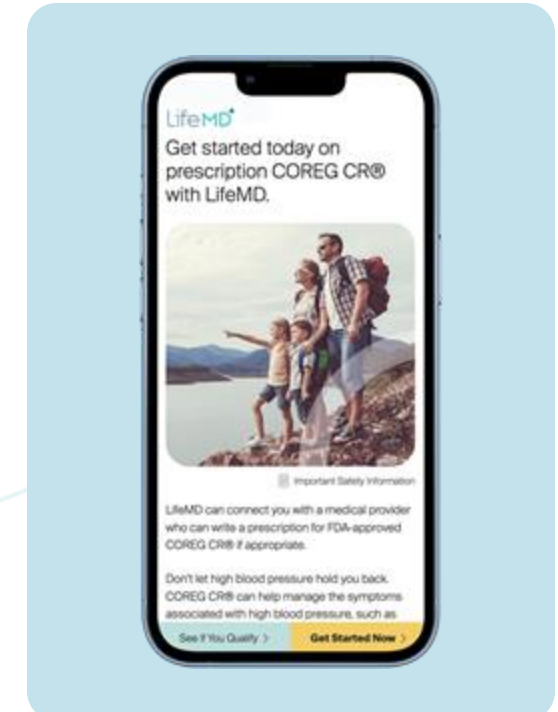 LifeMD
Get started today on
prescription COREG CR®
with LifeMD.
Important Safety Information
LifeMD can connect you with a medical provider
who can write a prescription for FDA-approved
COREG CR® if appropriate.
Don't let high blood pressure hold you back.
COREG CR® can help manage the symptoms
associated with high blood pressure, such as
See If You Qualify >
Get Started Now >